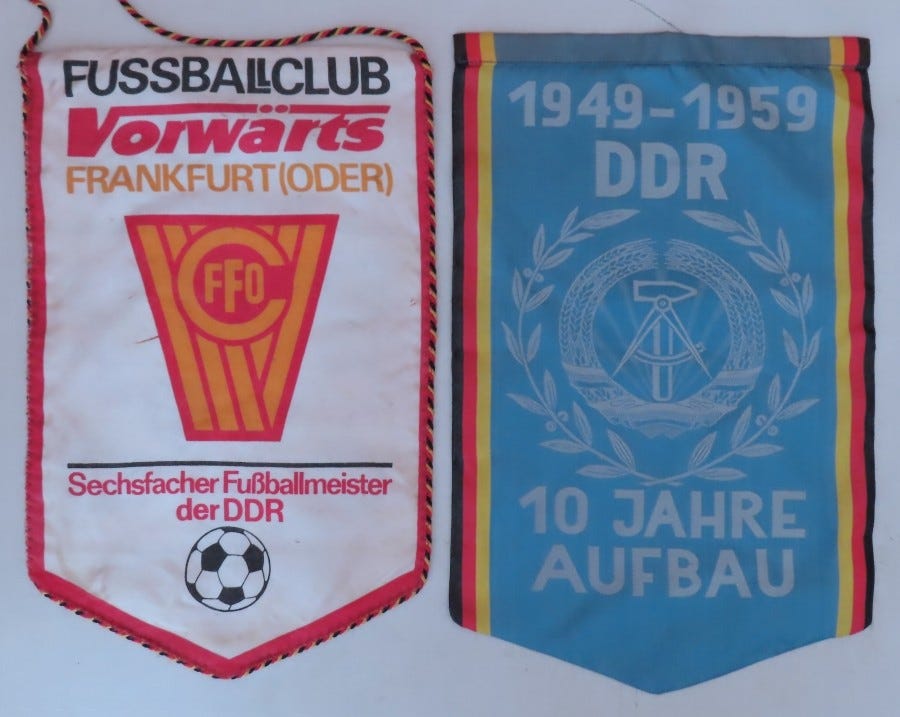 FUSSBALLCLUB
Vorwärts
FRANKFURT(ODER)
FFO
C
Sechsfacher Fußballmeister
der DDR
1949-1959
DDR
10 JAHRE
AUFBAU